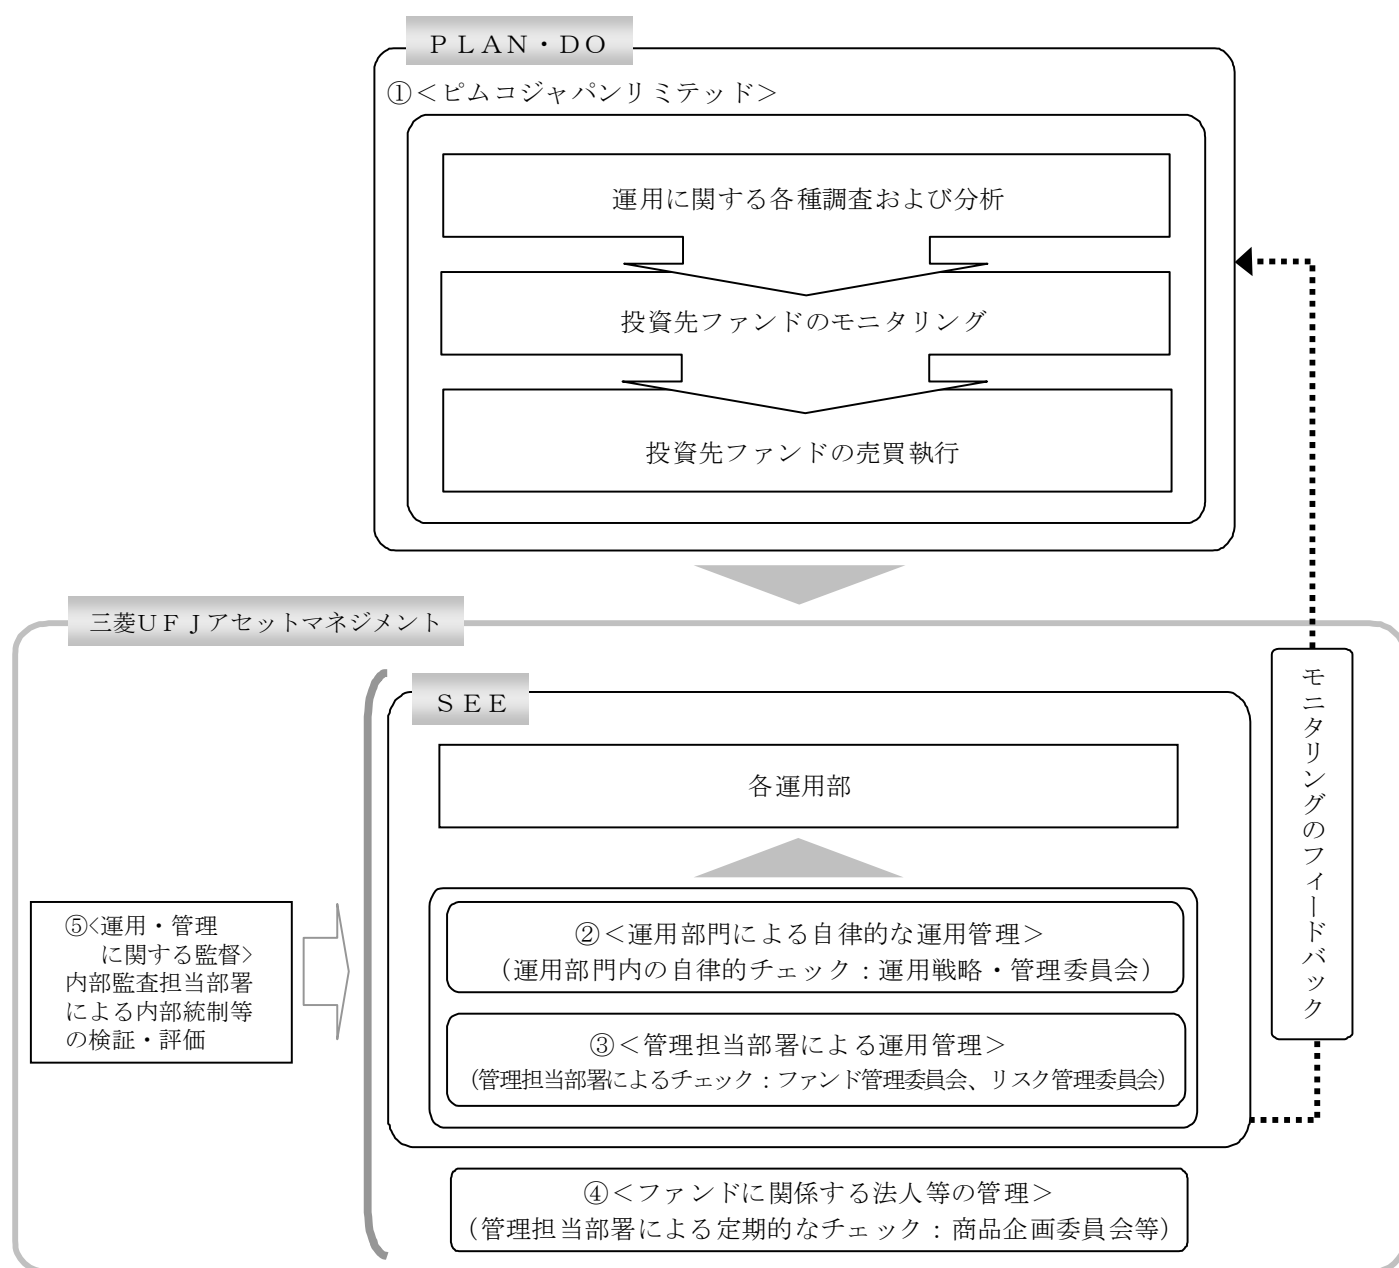 ＰＬＡＮ・ＤＯ
①＜ピムコジャパンリミテッド＞
運用に関する各種調査および分析
投資先ファンドのモニタリング
投資先ファンドの売買執行
三菱ＵＦＪアセットマネジメント
ＳＥＥ
各運用部
モニタリングのフィードバック
②＜運用部門による自律的な運用管理＞
（運用部門内の自律的チェック：運用戦略・管理委員会）
③＜管理担当部署による運用管理＞
（管理担当部署によるチェック：ファンド管理委員会、リスク管理委員会）
④＜ファンドに関係する法人等の管理＞
（管理担当部署による定期的なチェック：商品企画委員会等）
⑤＜運用・管理
に関する監督＞
内部監査担当部署
による内部統制等
の検証・評価